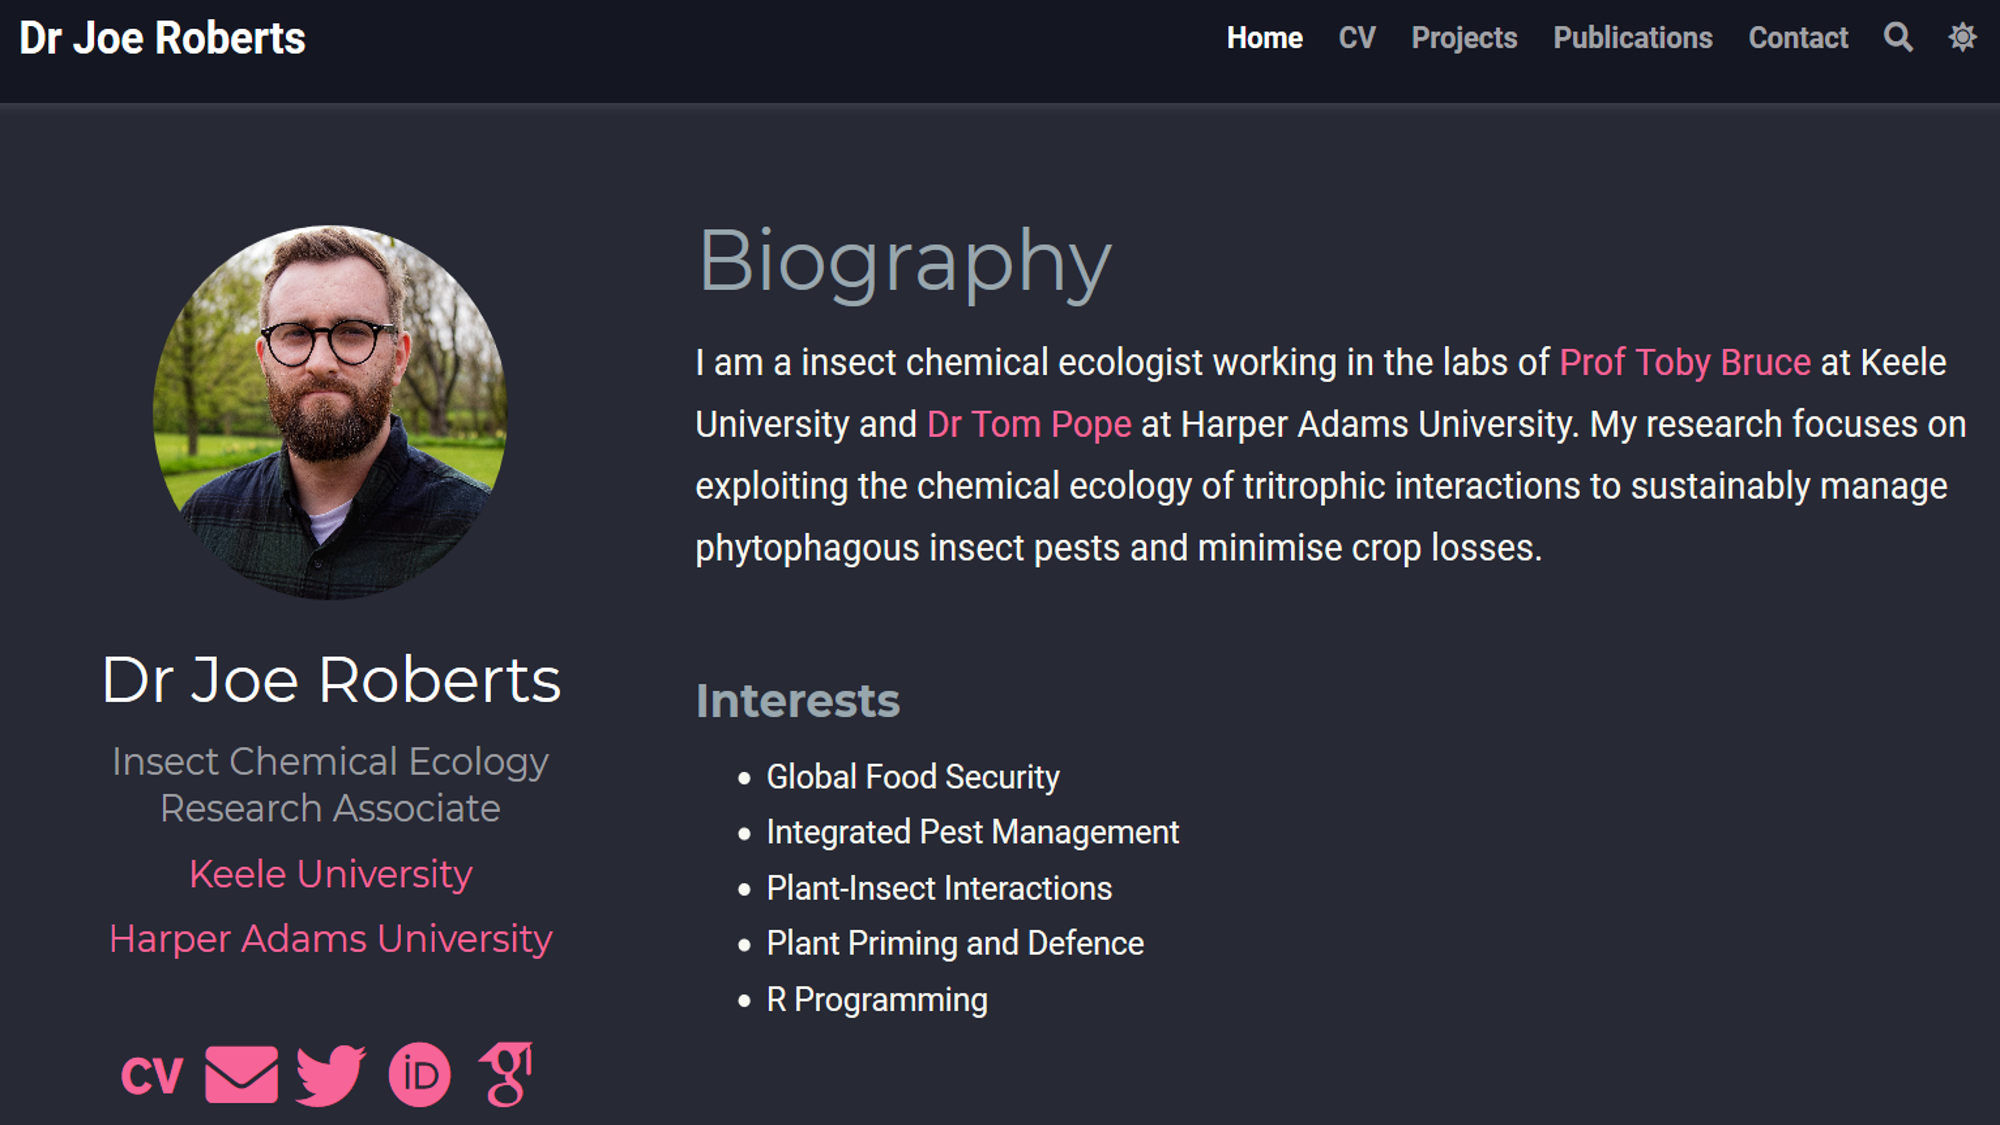 Dr Joe Roberts
Home CV Projects Publications Contact
Biography
I am a insect chemical ecologist working in the labs of Prof Toby Bruce at Keele
University and Dr Tom Pope at Harper Adams University. My research focuses on
exploiting the chemical ecology of tritrophic interactions to sustainably manage
phytophagous insect pests and minimise crop losses.
Dr Joe Roberts
Insect Chemical Ecology
Research Associate
Keele University
Harper Adams University
CV iD g
Interests
Global Food Security
Integrated Pest Management
Plant-Insect Interactions
Plant Priming and Defence
R Programming